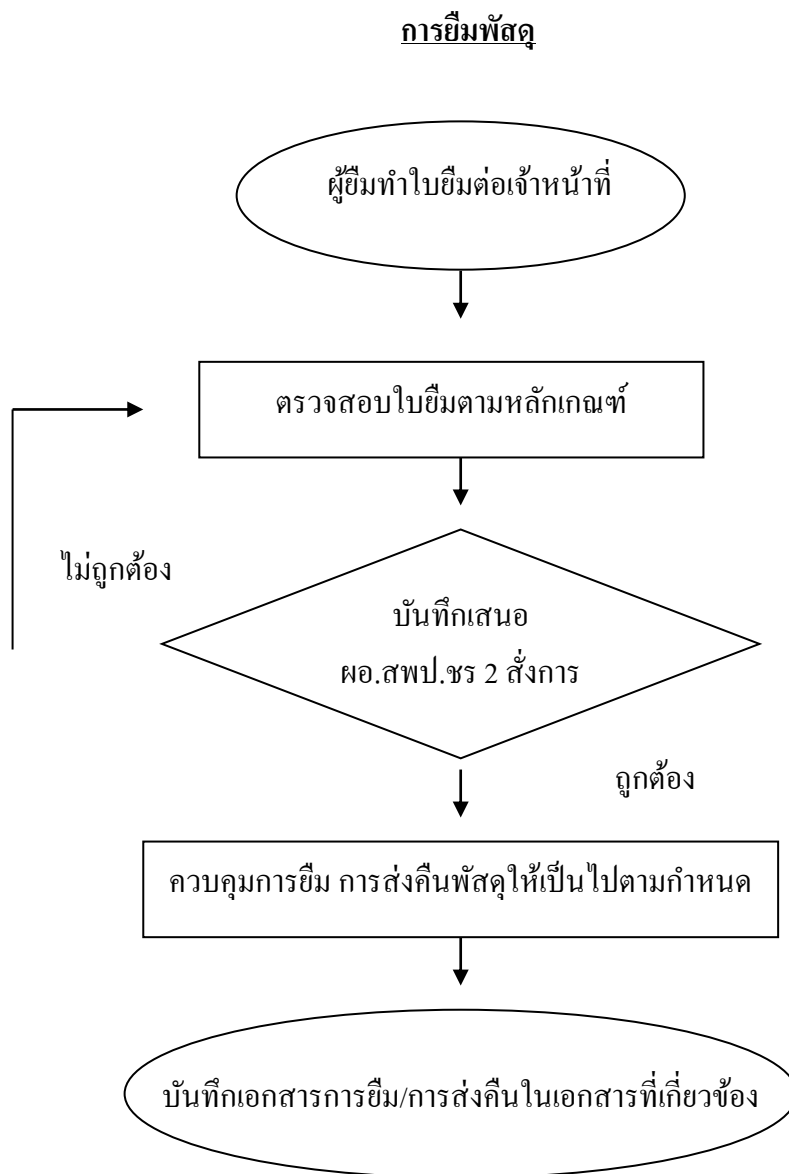 การยืมพัสดุ
ผู้ยืมทำใบยืมต่อเจ้าหน้าที่
ตรวจสอบใบยืมตามหลักเกณฑ์
ไม่ถูกต้อง
บันทึกเสนอ
ผอ.สพป.ชร 2 สั่งการ
ถูกต้อง
ควบคุมการยืม การส่งคืนพัสดุให้เป็นไปตามกำหนด
บันทึกเอกสารการยืม/การส่งคืนในเอกสารที่เกี่ยวข้อง